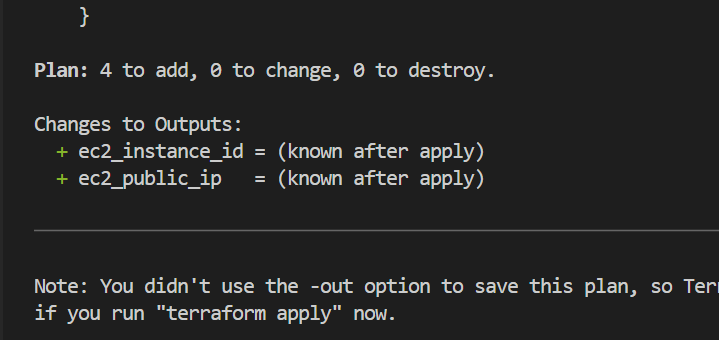 }
Plan: 4 to add, 0 to change, 0 to destroy.
Changes to Outputs:
+ ec2_instance_id = (known after apply)
+ ec2_public_ip   = (known after apply)
Note: You didn't use the -out option to save this plan, so Ter
if you run "terraform apply" now.